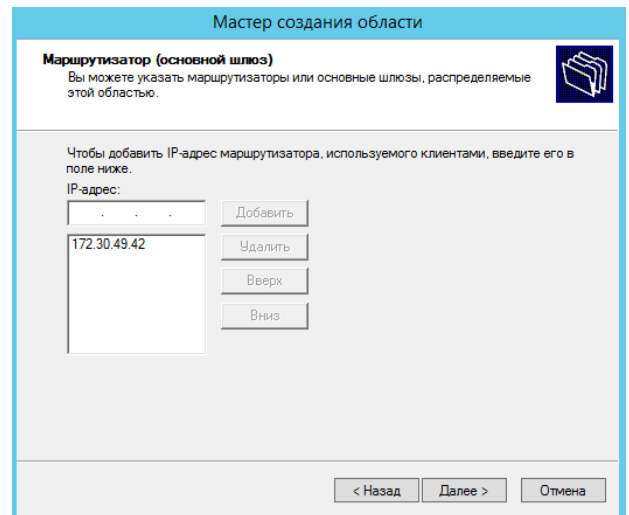 Мастер создания области
Маршрутизатор (основной шлюз)
Вы можете указать маршрутизаторы или основные шлюзы, распределяемые
этой областью.
Чтобы добавить IP-адрес маршрутизатора, используемого клиентами, введите его в
поле ниже.
IP-адрес:
. . . Добавить
172.30.49.42 Удалить
Вверх
Вниз
< Назад Далее > Отмена